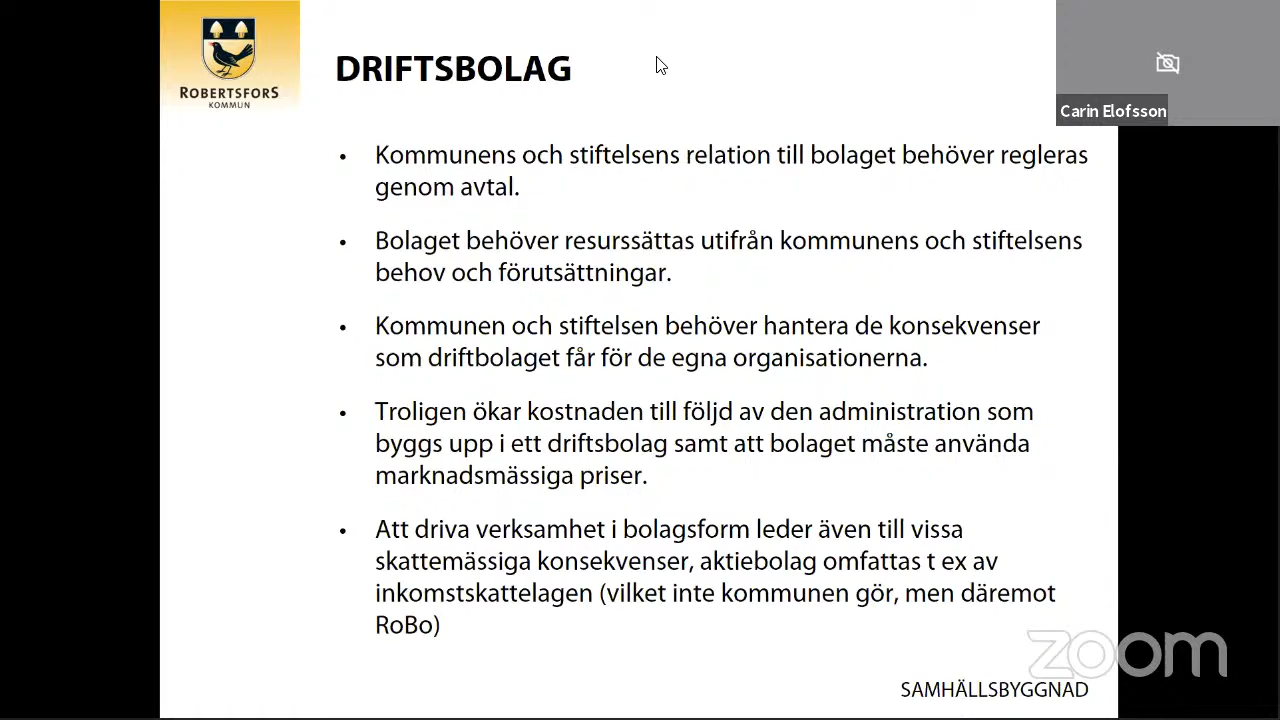 ROBERTSFORS
KOMMUN
DRIFTSBOLAG
Carin Elofsson
• Kommunens och stiftelsens relation till bolaget behöver regleras
genom avtal.
• Bolaget behöver resurssättas utifrån kommunens och stiftelsens
behov och förutsättningar.
• Kommunen och stiftelsen behöver hantera de konsekvenser
som driftbolaget får för de egna organisationerna.
• Troligen ökar kostnaden till följd av den administration som
byggs upp i ett driftsbolag samt att bolaget måste använda
marknadsmässiga priser.
• Att driva verksamhet i bolagsform leder även till vissa
skattemässiga konsekvenser, aktiebolag omfattas t ex av
inkomstskattelagen (vilket inte kommunen gör, men däremot
RoBo)
zoom
SAMHÄLLSBYGGNAD